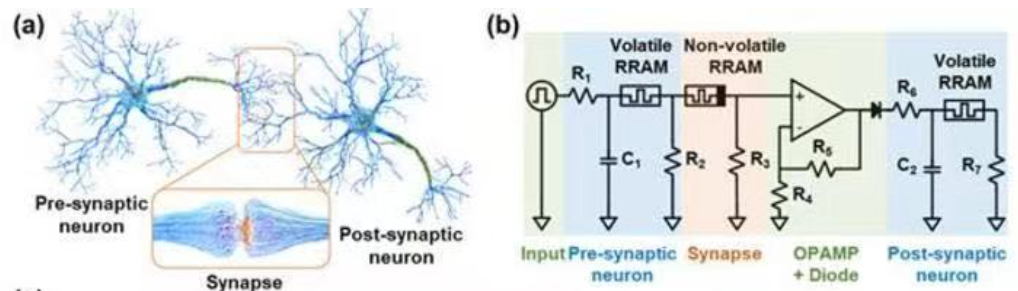 (a)
Pre-synaptic
neuron
Post-synaptic
neuron
Synapse
(b)
Volatile
RRAM
Non-volatile
RRAM
Volatile
RRAM
R1
C1
R2
R3
+
-
R5
R4
R6
C2
R7
Input
Pre-synaptic
neuron
Synapse
OPAMP
+ Diode
Post-synaptic
neuron